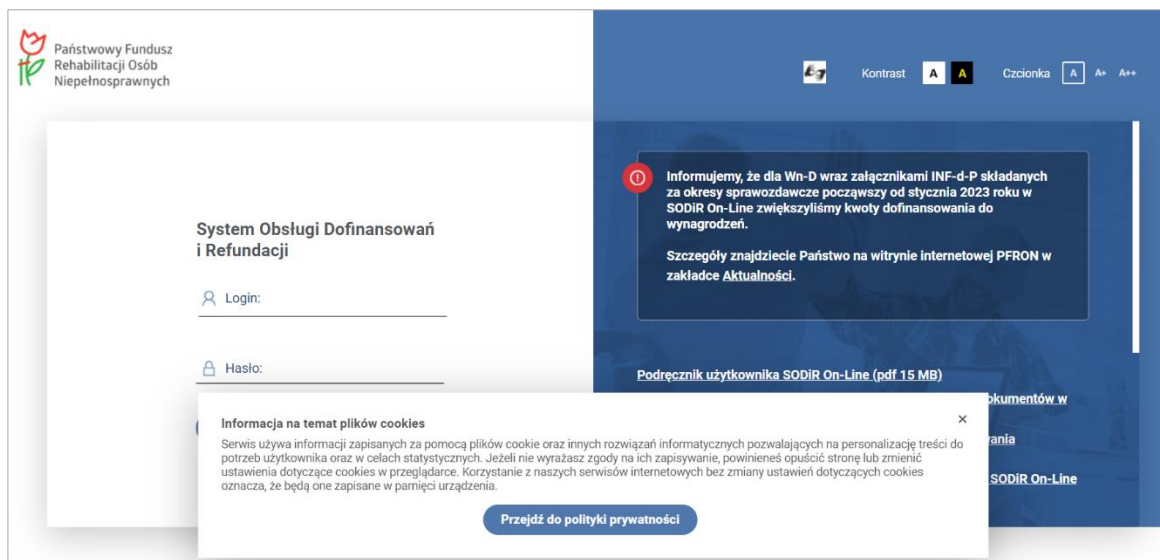 Państwowy Fundusz
Rehabilitacji Osób
Niepełnosprawnych
Kontrast A A Czcionka A A+ A++
System Obsługi Dofinansowań
i Refundacji
Login:
Hasło:
Informujemy, że dla Wn-D wraz załącznikami INF-d-P składanych
za okresy sprawozdawcze począwszy od stycznia 2023 roku w
SODiR On-Line zwiększyliśmy kwoty dofinansowania do
wynagrodzeń.
Szczegóły znajdziecie Państwo na witrynie internetowej PFRON w
zakładce Aktualności.
Podręcznik użytkownika SODiR On-Line (pdf 15 MB)
w
SODiR On-Line
Informacja na temat plików cookies
Serwis używa informacji zapisanych za pomocą plików cookie oraz innych rozwiązań informatycznych pozwalających na personalizację treści do
potrzeb użytkownika oraz w celach statystycznych. Jeżeli nie wyrażasz zgody na ich zapisywanie, powinieneś opuścić stronę lub zmienić
ustawienia dotyczące cookies w przeglądarce. Korzystanie z naszych serwisów internetowych bez zmiany ustawień dotyczących cookies
oznacza, że będą one zapisane w pamięci urządzenia.
Przejdź do polityki prywatności